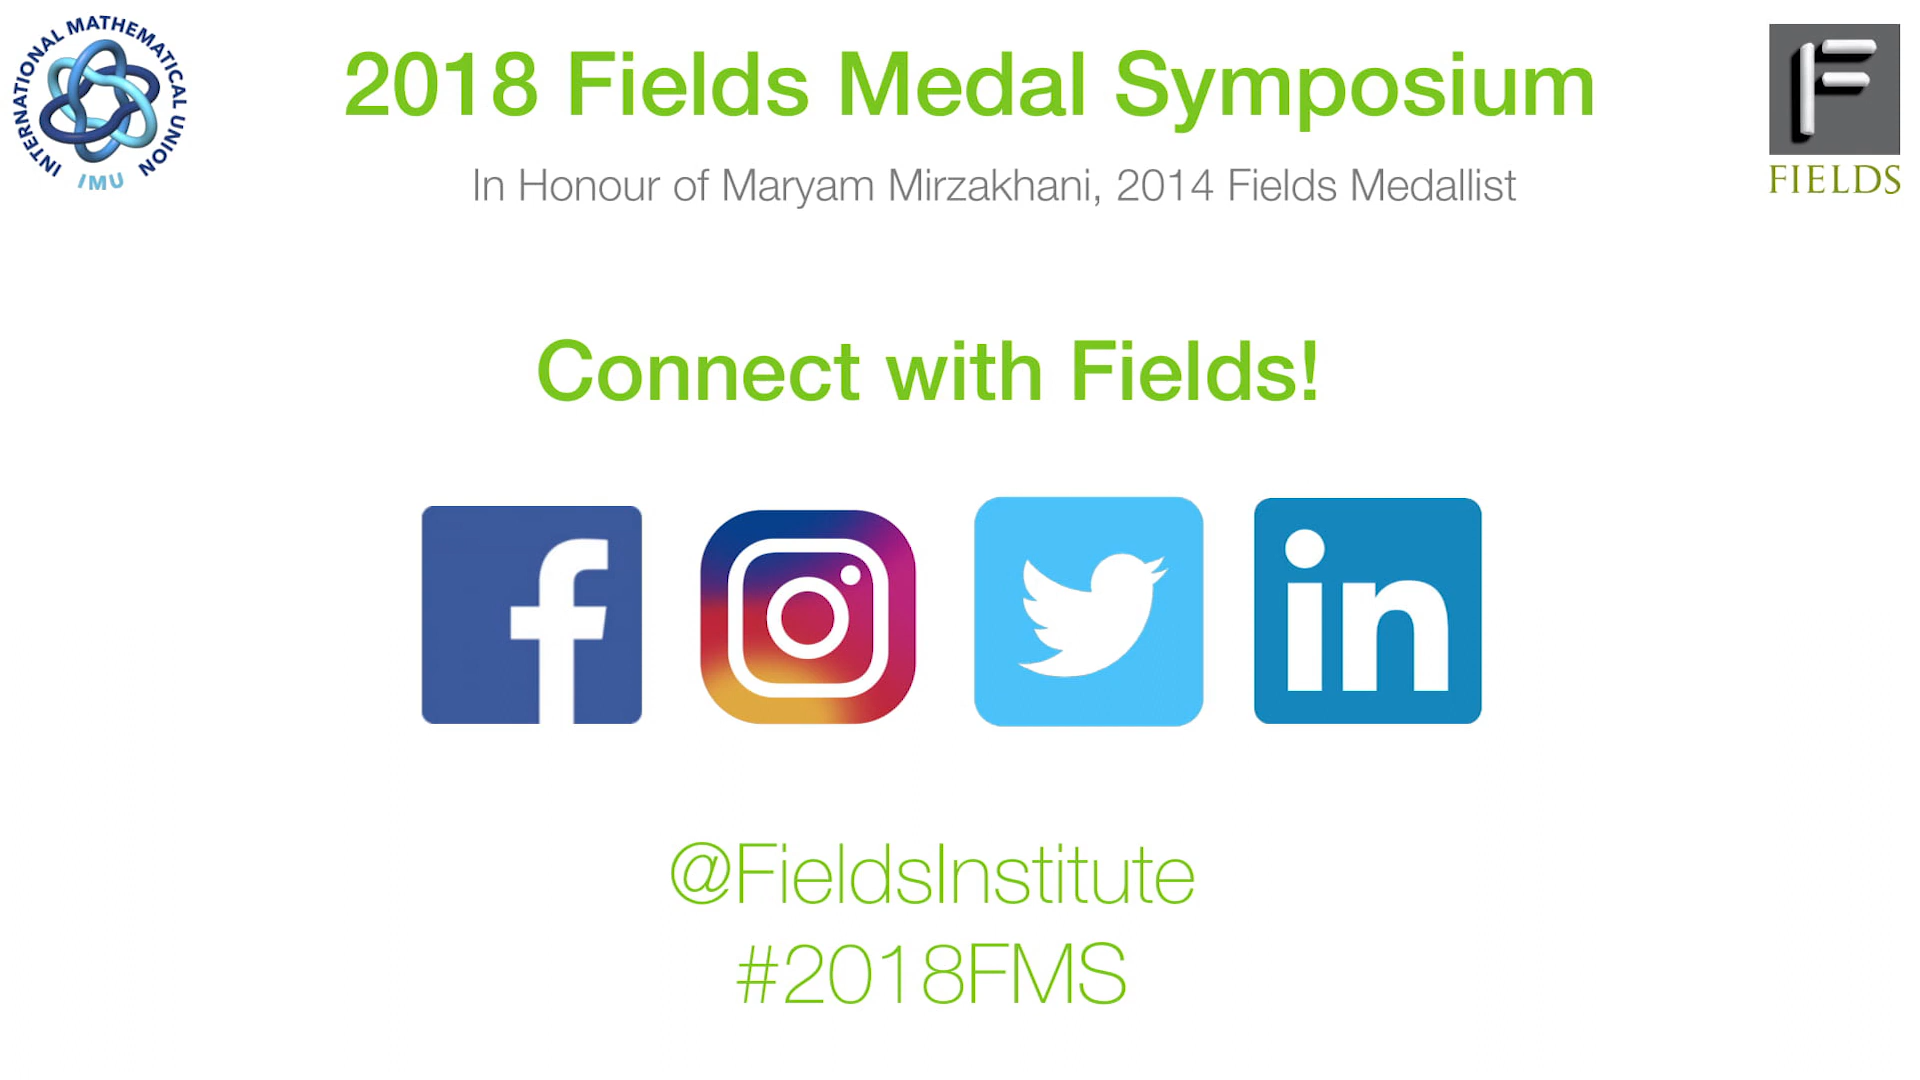 INTERNATIONAL MATHEMATICAL UNION
IMU
2018 Fields Medal Symposium
In Honour of Maryam Mirzakhani, 2014 Fields Medallist
F
FIELDS
Connect with Fields!
f
in
@FieldsInstitute
#2018FMS